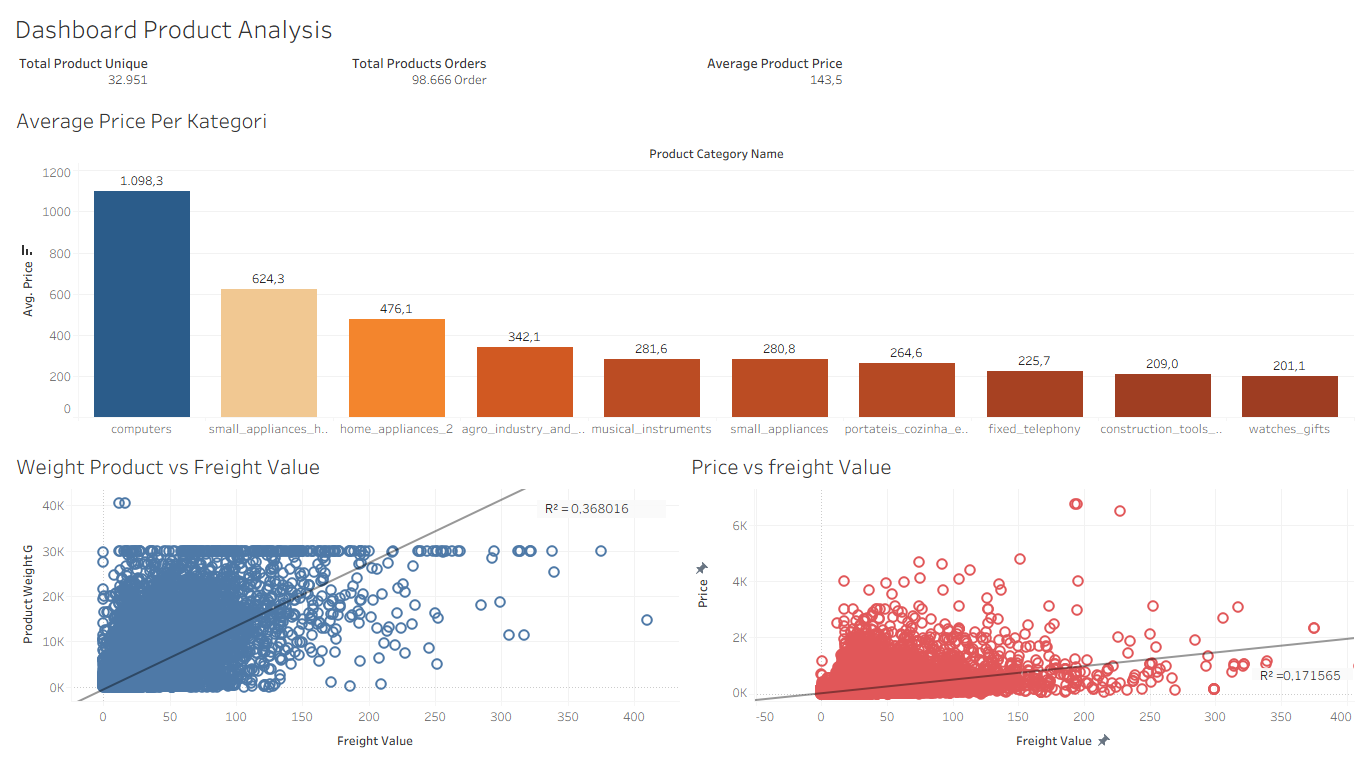 Dashboard Product Analysis
Total Product Unique
32.951
Total Products Orders
98.666 Order
Average Product Price
143,5
Average Price Per Kategori
Product Category Name
Avg. Price
1200
1000
800
600
400
200
0
1.098,3
624,3
476,1
342,1
281,6
280,8
264,6
225,7
209,0
201,1
computers
small_appliances_h..
home_appliances_2
agro_industry_and_..
musical_instruments
small_appliances
portateis_cozinha_e..
fixed_telephony
construction_tools_..
watches_gifts
Weight Product vs Freight Value
Product Weight G
40K
30K
20K
10K
0K
R² = 0,368016
0 50 100 150 200 250 300 350 400
Freight Value
Price vs freight Value
Price
6K
4K
2K
0K
R² =0,171565
-50 0 50 100 150 200 250 300 350 400
Freight Value